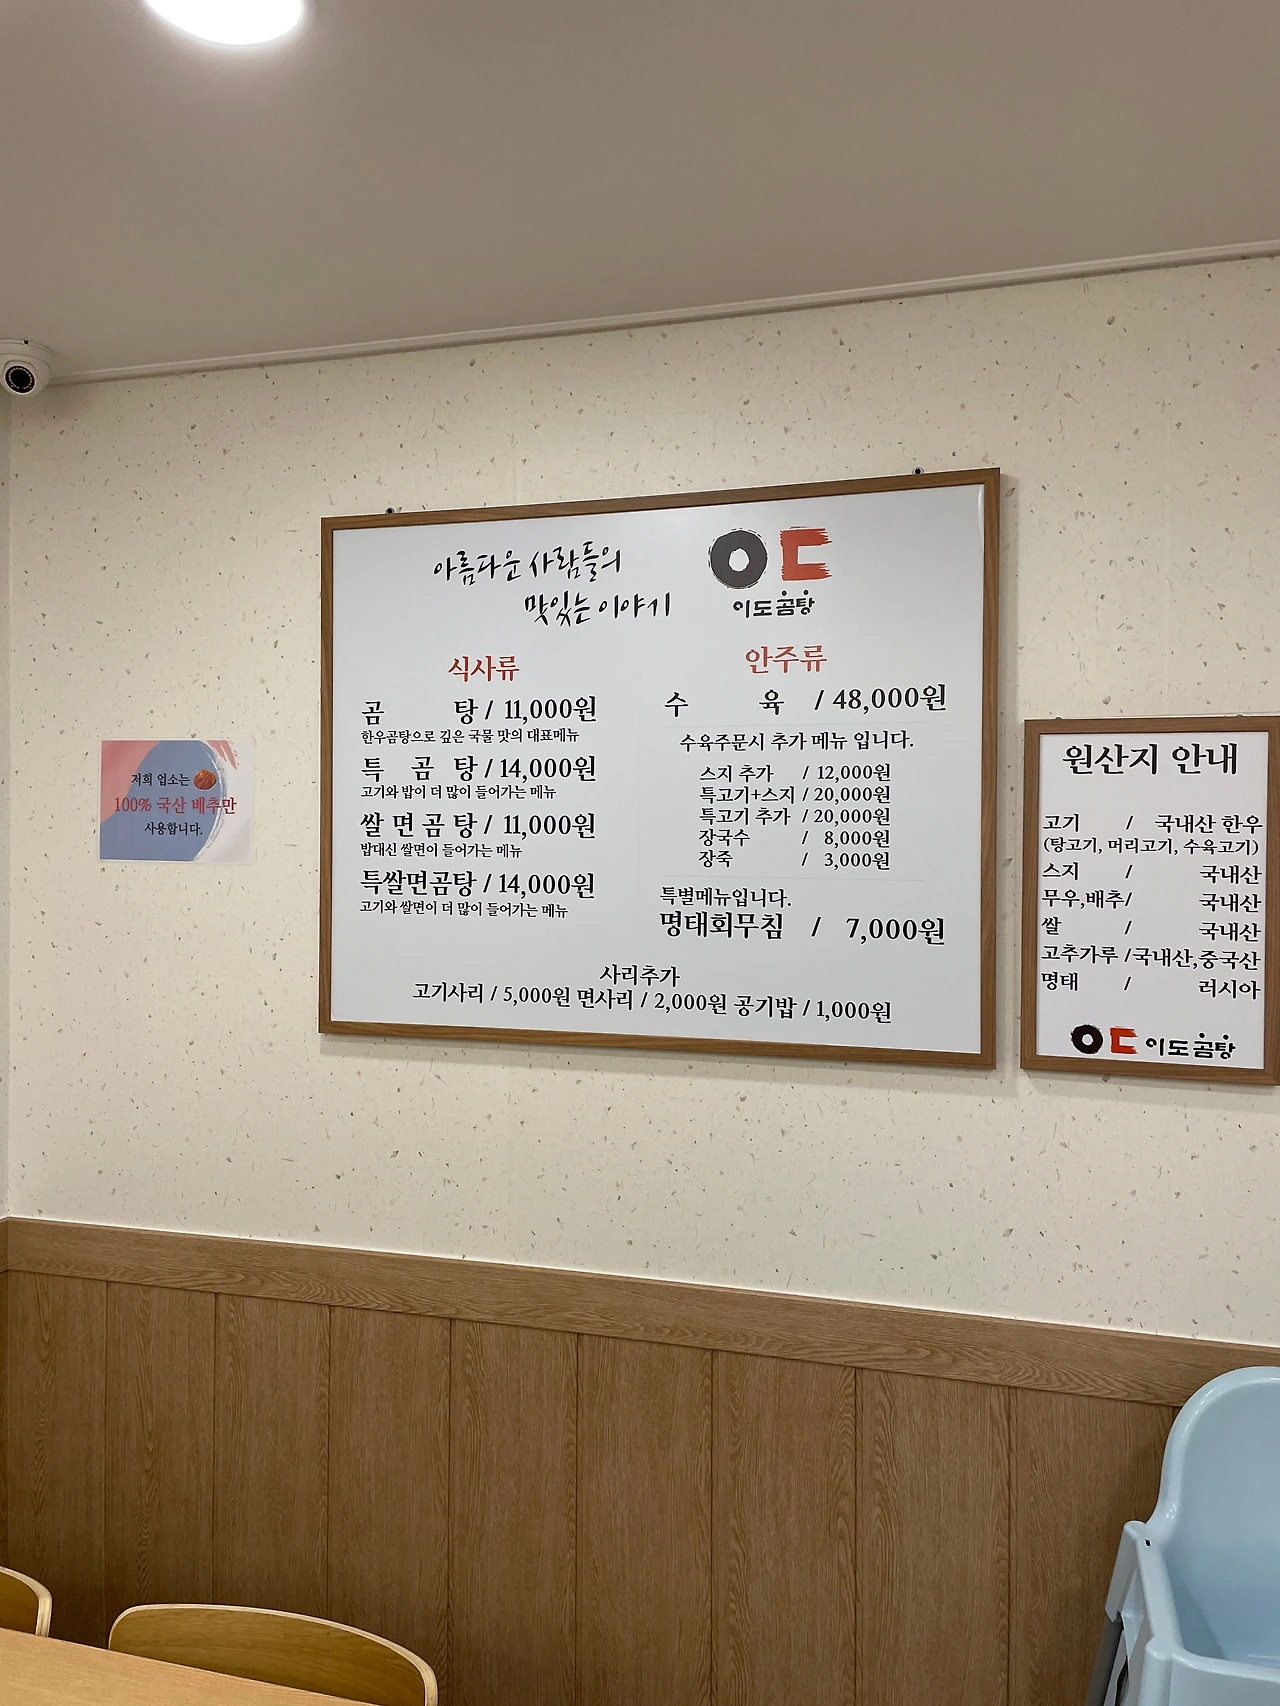 아름다운 사람들의
맛있는 이야기
이도곰탕
식사류
곰 탕 / 11,000원
한우곰탕으로 깊은 국물 맛의 대표메뉴
특 곰 탕 / 14,000원
고기와 밥이 더 많이 들어가는 메뉴
쌀 면 곰 탕 / 11,000원
밥대신 쌀면이 들어가는 메뉴
특쌀면곰탕 / 14,000원
고기와 쌀면이 더 많이 들어가는 메뉴
안주류
수 육 / 48,000원
수육주문시 추가 메뉴 입니다.
스지 추가 / 12,000원
특고기+스지 / 20,000원
특고기 추가 / 20,000원
장국수 / 8,000원
장죽 / 3,000원
특별메뉴입니다.
명태회무침 / 7,000원
사리추가
고기사리 / 5,000원 면사리 / 2,000원 공기밥 / 1,000원
저희 업소는
100% 국산 배추만
사용합니다.
원산지 안내
고기 / 국내산 한우
(탕고기, 머리고기, 수육고기)
스지 / 국내산
무우,배추/ 국내산
쌀 / 국내산
고추가루 /국내산,중국산
명태 / 러시아
이도곰탕